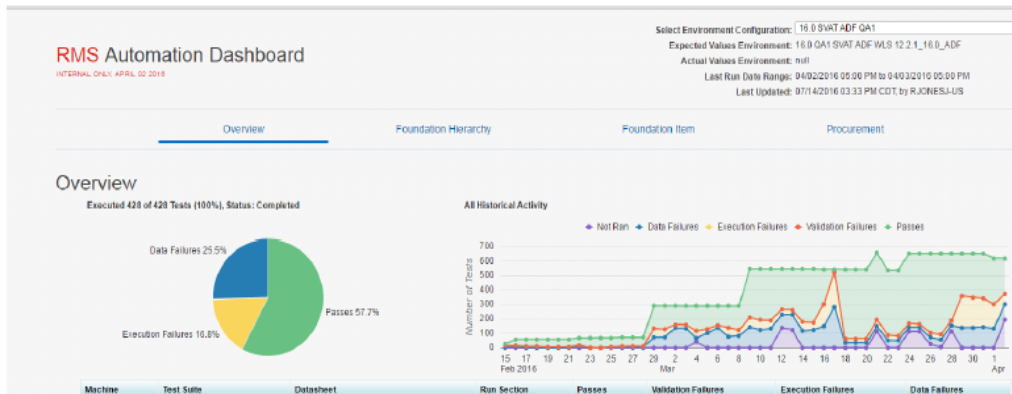 Select Environment Configuration: 16.0 SVAT ADF QA1
RMS Automation Dashboard
Expected Values Environment: 16.0 QA1 SVAT ADF WLS 12.2.1_16.0_ADF
Actual Values Environment: null
INTERNAL ONLY, APRIL 02 2016
Last Run Date Range: 04/02/2016 05:06 PM to 04/03/2016 05:00 PM
Last Updated: 07/14/2016 03:33 PM CDT, by RJONESJ-US
Overview Foundation Hierarchy Foundation Item Procurement
Overview
Executed 428 of 428 Tests (100%), Status: Completed
All Historical Activity
Not Ran Data Failures Execution Failures Validation Failures Passes
Data Failures 25.5%
Passes 57.7%
Execution Failures 16.8%
Number of Tests
700
600
500
400
300
200
100
0
15 17 19 21 23 25 27 29 2 4 6 8 10 12 14 16 18 20 22 24 26 28 30 1
Feb 2016 Mar Apr
Machine Test Suite Datasheet Run Section Passes Validation Failures Execution Failures Data Failures